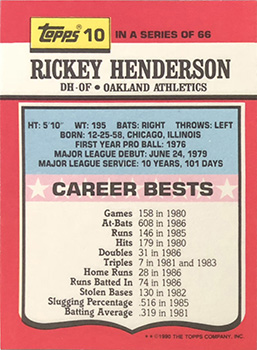 Topps 10 IN A SERIES OF 66
RICKEY HENDERSON
DH-OF • OAKLAND ATHLETICS
HT: 5'10" WT: 195 BATS: RIGHT THROWS: LEFT
BORN: 12-25-58, CHICAGO, ILLINOIS
FIRST YEAR PRO BALL: 1976
MAJOR LEAGUE DEBUT: JUNE 24, 1979
MAJOR LEAGUE SERVICE: 10 YEARS, 101 DAYS
CAREER BESTS
Games 158 in 1980
At-Bats 608 in 1986
Runs 146 in 1985
Hits 179 in 1980
Doubles 31 in 1986
Triples 7 in 1981 and 1983
Home Runs 28 in 1986
Runs Batted In 74 in 1986
Stolen Bases 130 in 1982
Slugging Percentage .516 in 1985
Batting Average .319 in 1981
**©1990 THE TOPPS COMPANY, INC.